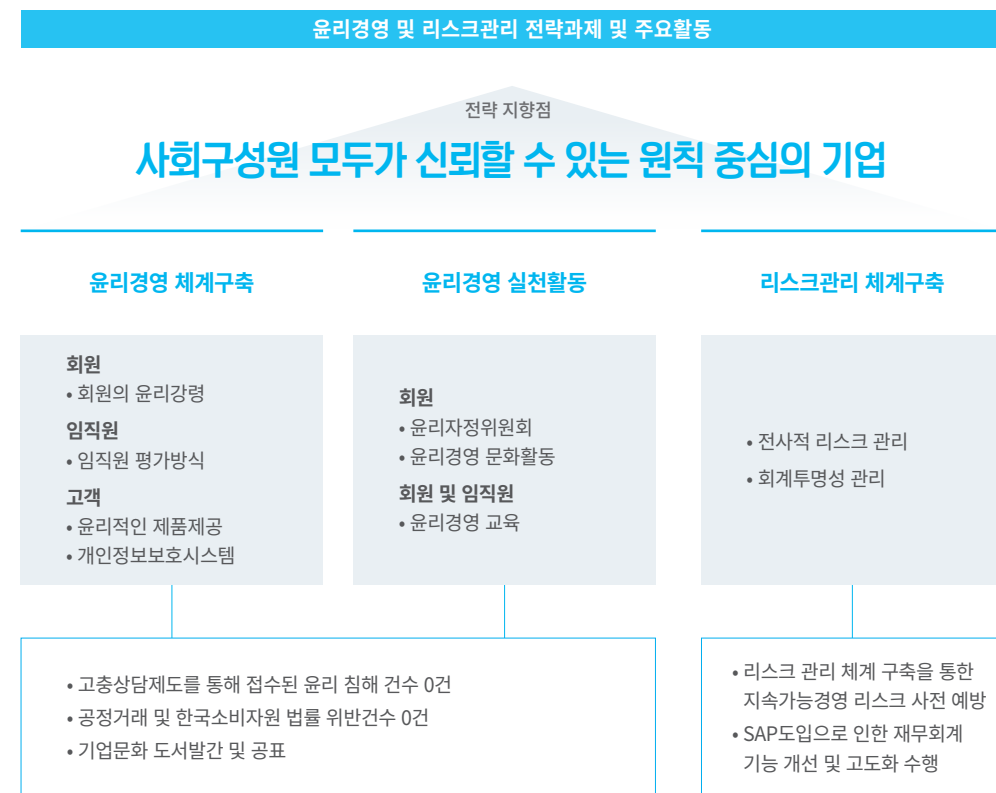 윤리경영 및 리스크관리 전략과제 및 주요활동
전략 지향점
사회구성원 모두가 신뢰할 수 있는 원칙 중심의 기업
윤리경영 체계구축
회원
• 회원의 윤리강령
임직원
• 임직원 평가방식
고객
• 윤리적인 제품제공
• 개인정보보호시스템
윤리경영 실천활동
회원
• 윤리자정위원회
• 윤리경영 문화활동
회원 및 임직원
• 윤리경영 교육
리스크관리 체계구축
• 전사적 리스크 관리
• 회계투명성 관리
• 고충상담제도를 통해 접수된 윤리 침해 건수 0건
• 공정거래 및 한국소비자원 법률 위반건수 0건
• 기업문화 도서발간 및 공표
• 리스크 관리 체계 구축을 통한
지속가능경영 리스크 사전 예방
• SAP도입으로 인한 재무회계
기능 개선 및 고도화 수행